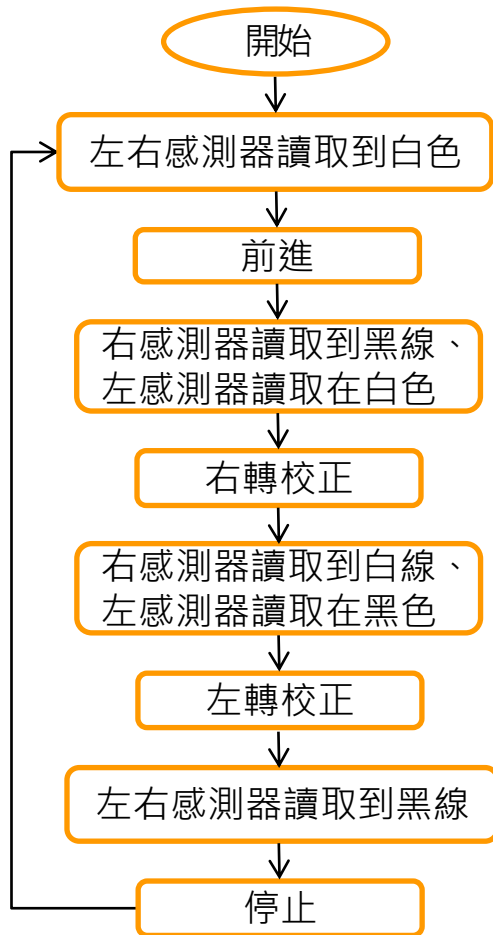 開始
左右感測器讀取到白色
前進
右感測器讀取到黑線、
左感測器讀取在白色
右轉校正
右感測器讀取到白線、
左感測器讀取在黑色
左轉校正
左右感測器讀取到黑線
停止